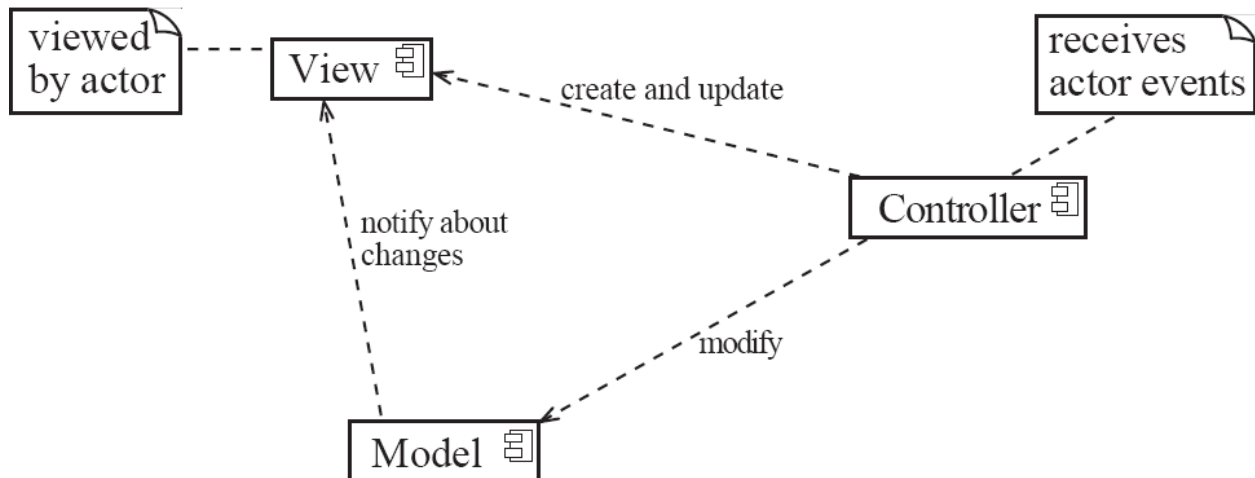 viewed
by actor
View
create and update
receives
actor events
Controller
notify about
changes
modify
Model